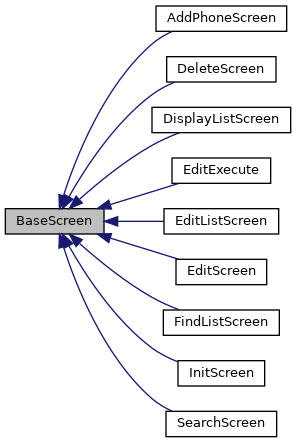 AddPhoneScreen
DeleteScreen
DisplayListScreen
EditExecute
BaseScreen
EditListScreen
EditScreen
FindListScreen
InitScreen
SearchScreen